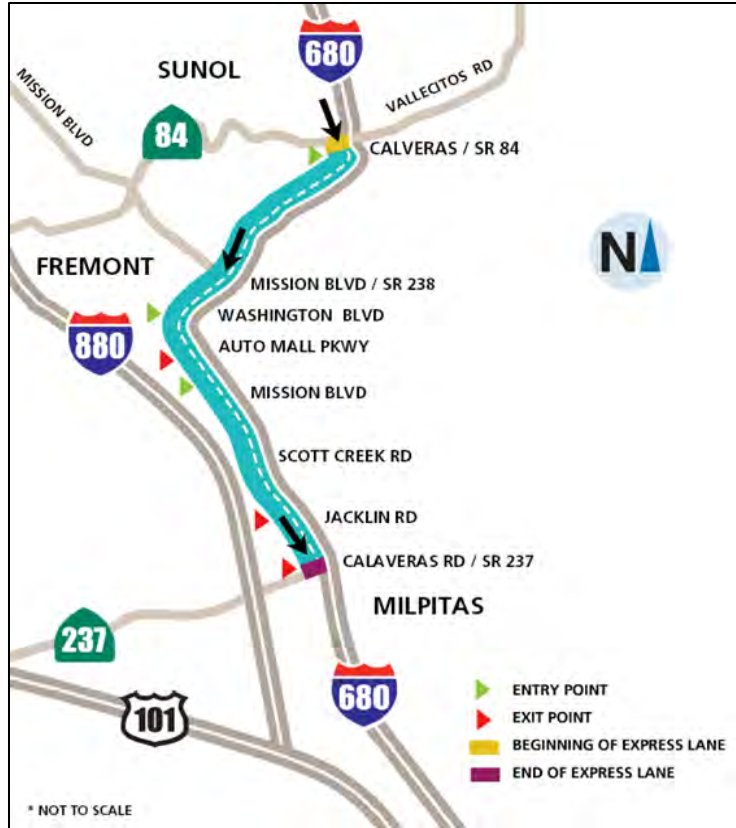 680
SUNOL
VALLECITOS RD
MISSION BLVD
84
CALVERAS / SR 84
N
FREMONT
MISSION BLVD / SR 238
WASHINGTON BLVD
880
AUTO MALL PKWY
MISSION BLVD
SCOTT CREEK RD
JACKLIN RD
CALAVERAS RD / SR 237
MILPITAS
237
680
101
ENTRY POINT
EXIT POINT
BEGINNING OF EXPRESS LANE
END OF EXPRESS LANE
* NOT TO SCALE